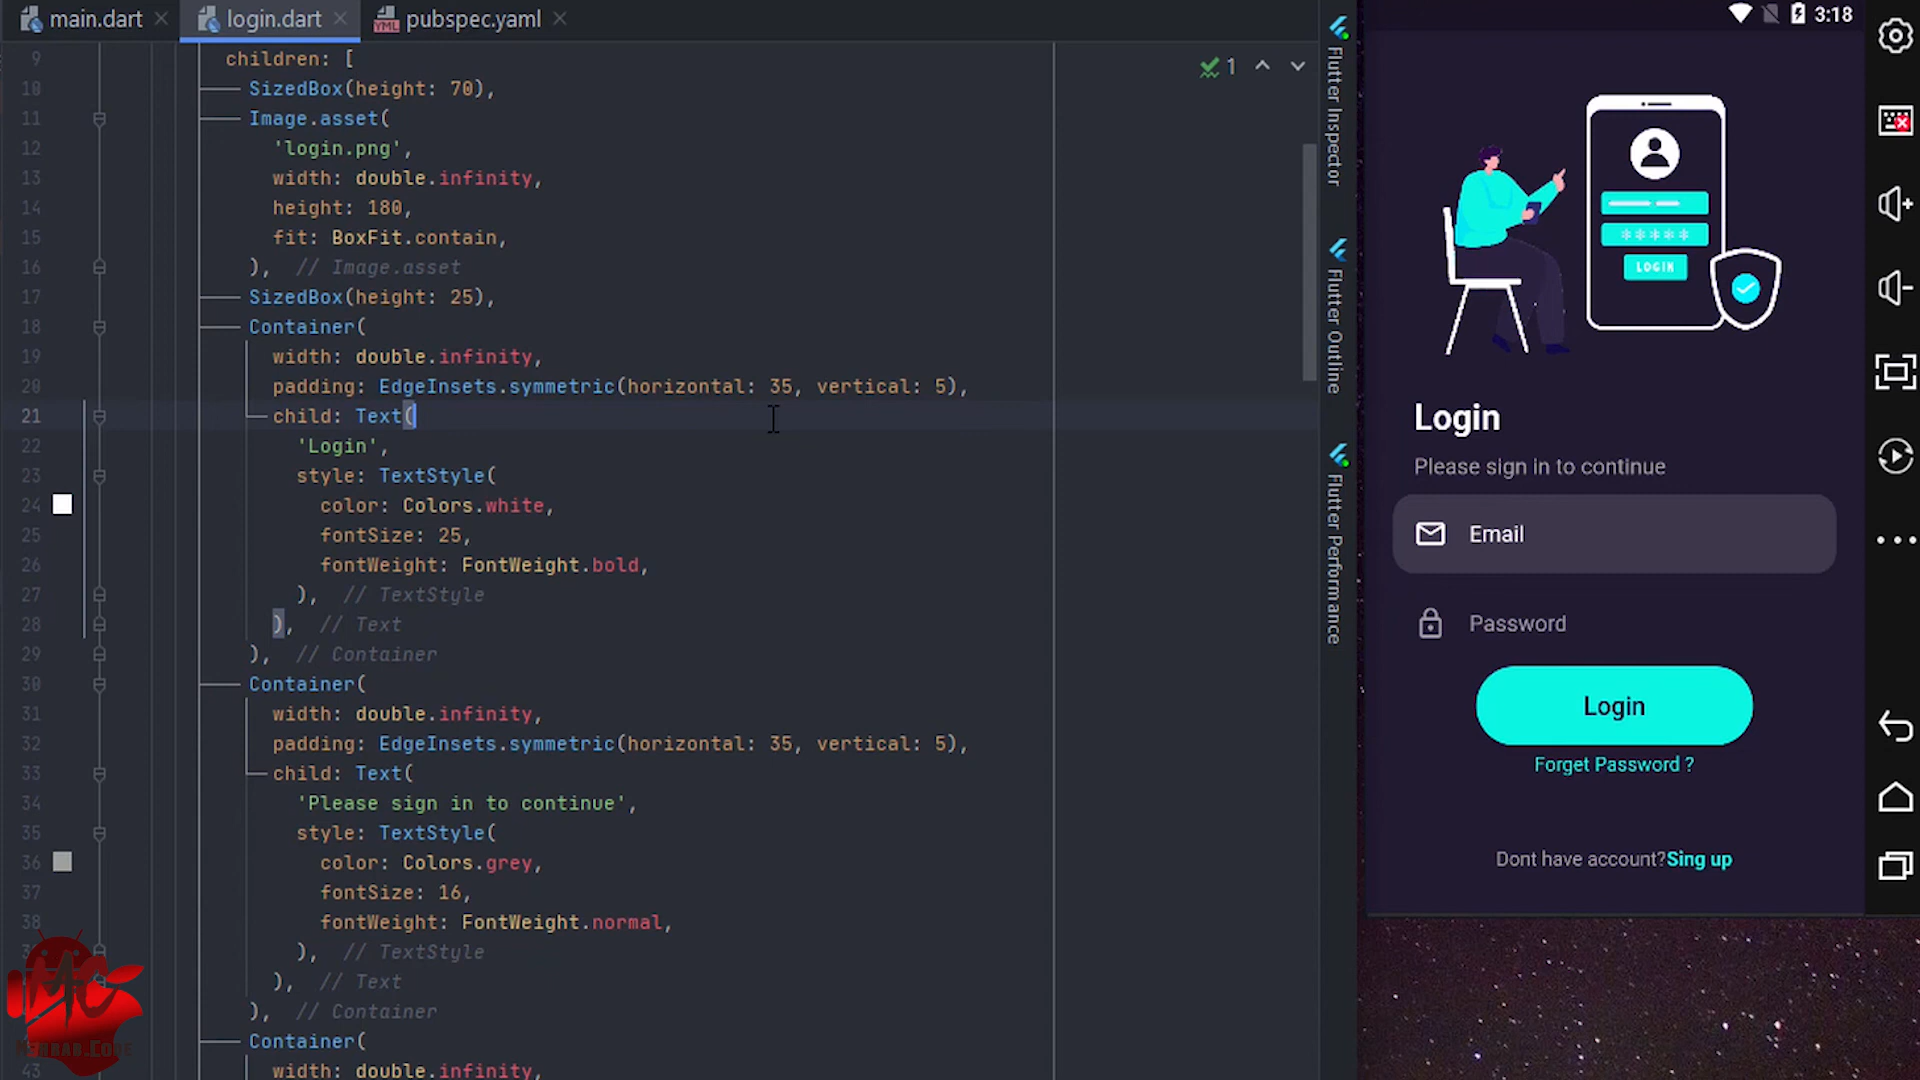 main.dart
login.dart
pubspec.yaml
9 children: [
10 SizedBox(height: 70),
11 Image.asset(
12 'login.png',
13 width: double.infinity,
14 height: 180,
15 fit: BoxFit.contain,
16 ), // Image.asset
17 SizedBox(height: 25),
18 Container(
19 width: double.infinity,
20 padding: EdgeInsets.symmetric(horizontal: 35, vertical: 5),
21 child: Text(
22 'Login',
23 style: TextStyle(
24 color: Colors.white,
25 fontSize: 25,
26 fontWeight: FontWeight.bold,
27 ), // TextStyle
28 ), // Text
29 ), // Container
30 Container(
31 width: double.infinity,
32 padding: EdgeInsets.symmetric(horizontal: 35, vertical: 5),
33 child: Text(
34 'Please sign in to continue',
35 style: TextStyle(
36 color: Colors.grey,
37 fontSize: 16,
38 fontWeight: FontWeight.normal,
), // TextStyle
), // Text
), // Container
Container(
43 width: double.infinity,
1
Flutter Inspector
Flutter Outline
Flutter Performance
3:18
*****
LOGIN
Login
Please sign in to continue
Email
Password
Login
Forget Password ?
Dont have account?Sing up
YML